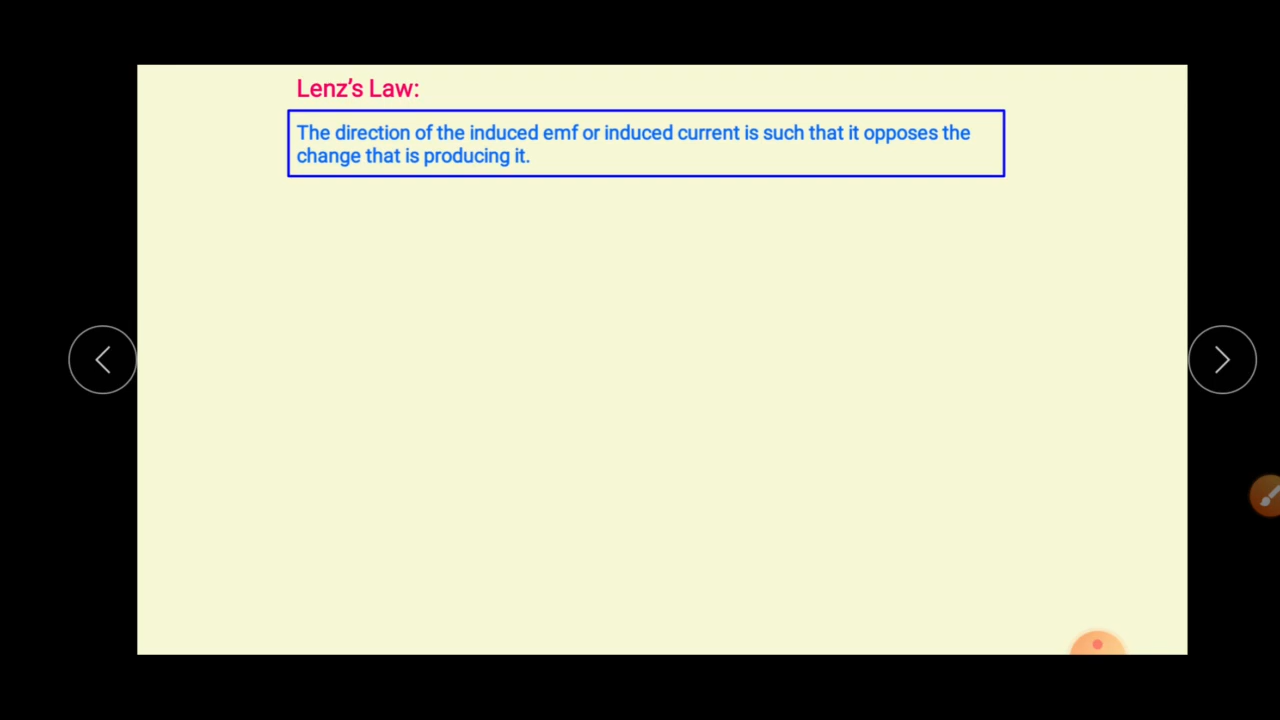 Lenz’s Law:
The direction of the induced emf or induced current is such that it opposes the
change that is producing it.